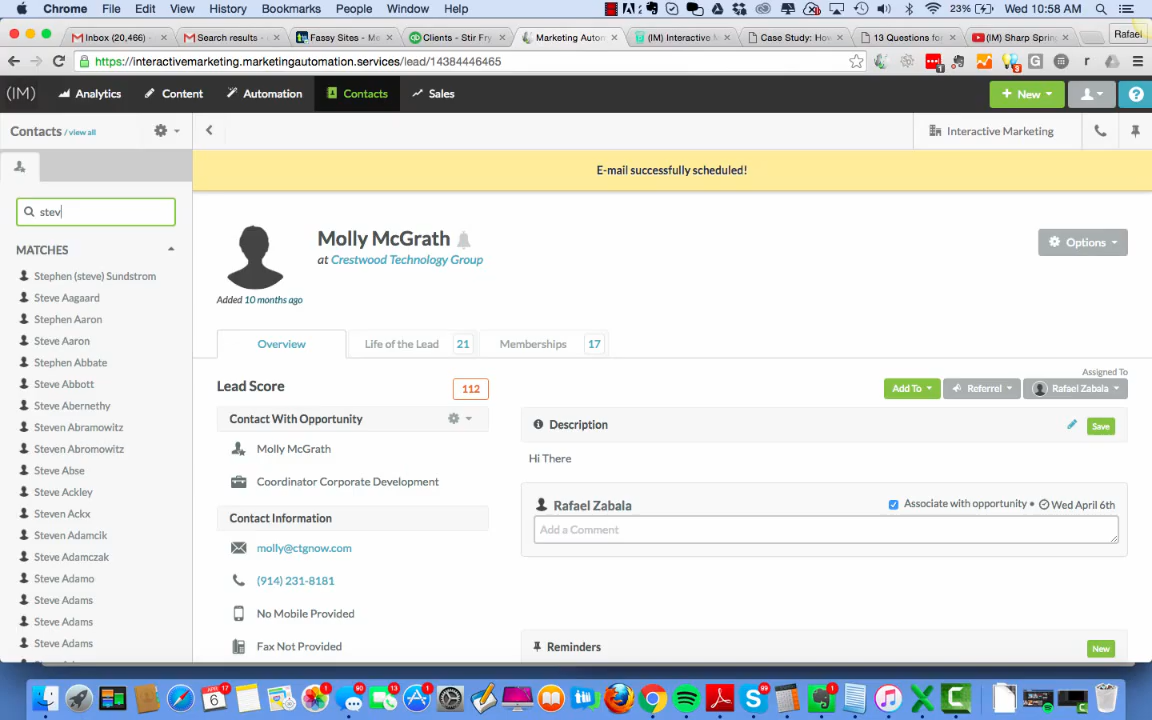 Chrome File Edit View History Bookmarks People Window Help 23% Wed 10:58 AM
Inbox (20,466) Search results - Fassy Sites - Ma Clients - Stir Fry Marketing Auton (IM) Interactive M Case Study: How 13 Questions for (IM) Sharp Spring Rafael
https://interactivemarketing.marketingautomation.services/lead/14384446465
(IM) Analytics Content Automation Contacts Sales + New ?
Contacts / view all
Interactive Marketing
E-mail successfully scheduled!
stev
MATCHES
Stephen (steve) Sundstrom
Steve Aagaard
Stephen Aaron
Steve Aaron
Stephen Abbate
Steve Abbott
Steve Abernethy
Steven Abramowitz
Steven Abromowitz
Steve Abse
Steve Ackley
Steven Ackx
Steven Adamcik
Steve Adamczak
Steve Adamo
Steve Adams
Steve Adams
Steve Adams
Molly McGrath
at Crestwood Technology Group
Options
Added 10 months ago
Overview Life of the Lead 21 Memberships 17
Lead Score 112
Contact With Opportunity
Molly McGrath
Coordinator Corporate Development
Contact Information
molly@ctgnow.com
(914) 231-8181
No Mobile Provided
Fax Not Provided
Assigned To
Add To Referrel Rafael Zabala
Description Save
Hi There
Rafael Zabala Associate with opportunity • Wed April 6th
Add a Comment
Reminders New